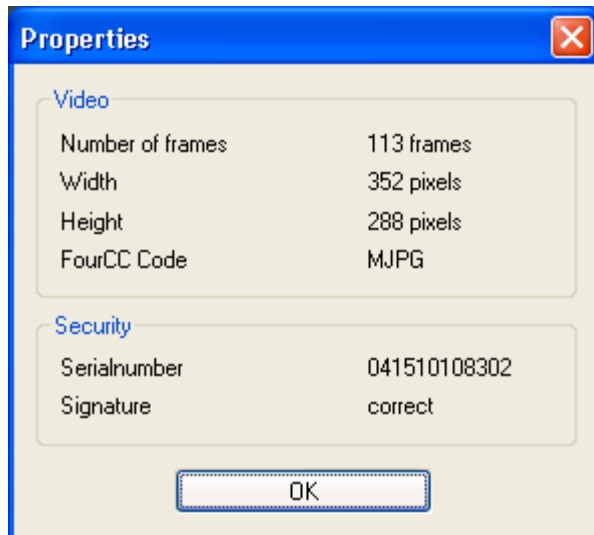 Properties
Video
Number of frames 113 frames
Width 352 pixels
Height 288 pixels
FourCC Code MJPG
Security
Serialnumber 041510108302
Signature correct
OK